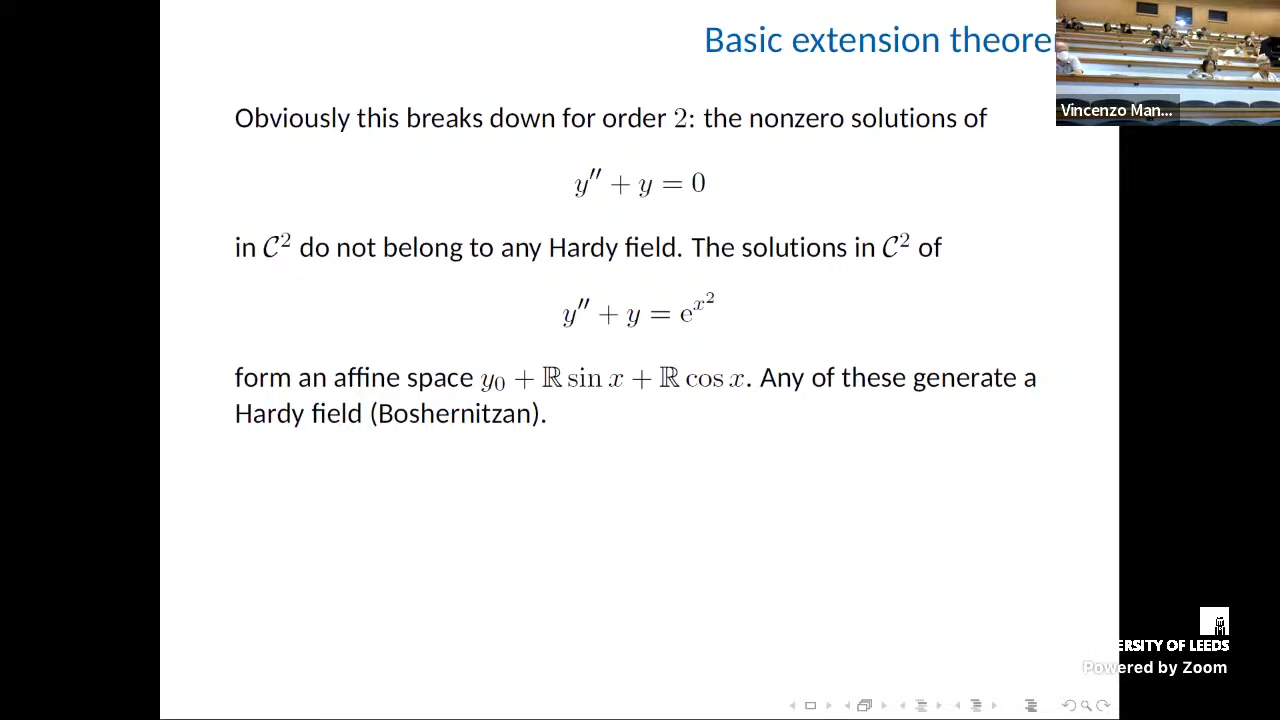 Basic extension theore
Vincenzo Man...
Obviously this breaks down for order 2: the nonzero solutions of
y″ + y = 0
in 𝒞² do not belong to any Hardy field. The solutions in 𝒞² of
y″ + y = e^{x²}
form an affine space y₀ + ℝ sin x + ℝ cos x. Any of these generate a
Hardy field (Boshernitzan).
ERSITY OF LEEDS
Powered by Zoom